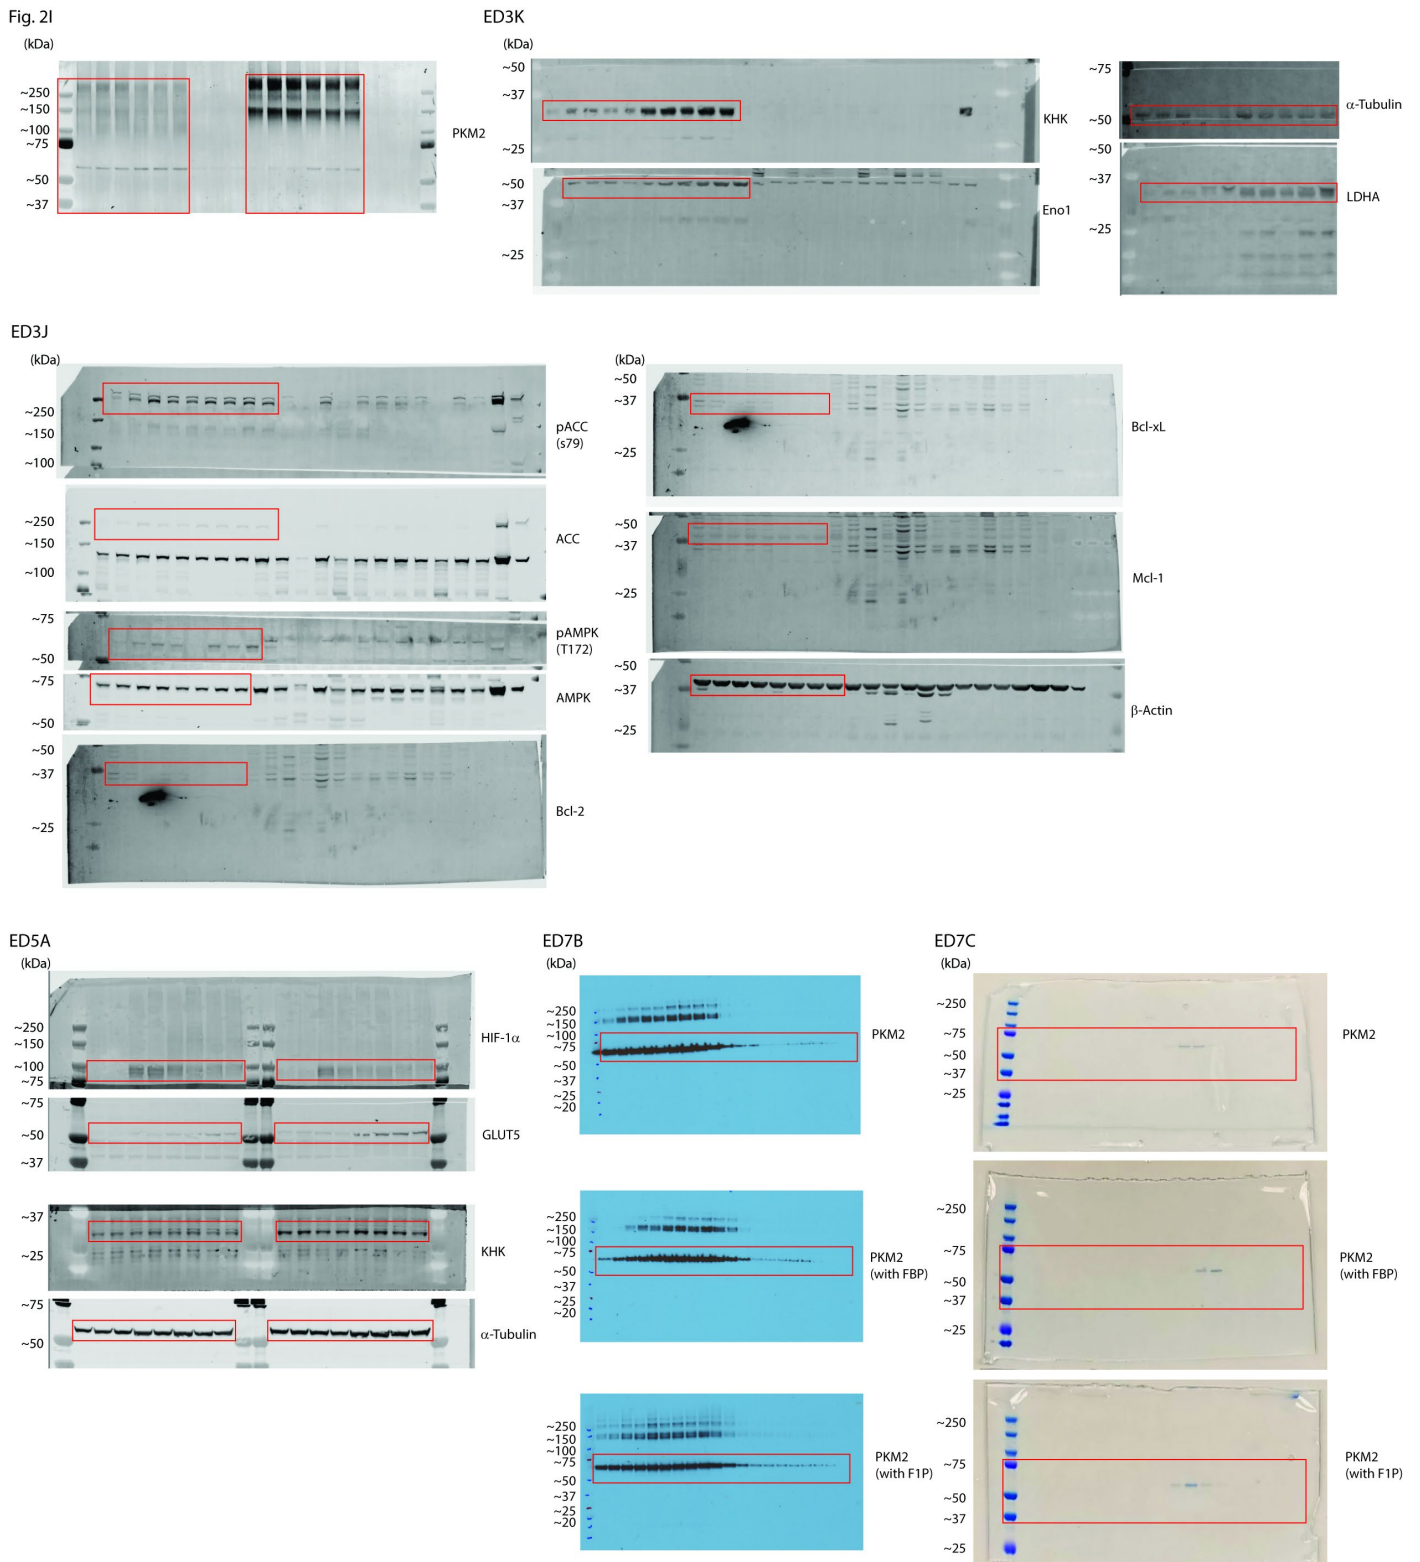 Fig. 2I
(kDa)
~250
~150
~100
~75
~50
~37
PKM2
ED3K
(kDa)
~50
~37
~25
KHK
~50
~37
~25
Eno1
~75
~50
α-Tubulin
~50
~37
~25
LDHA
ED3J
(kDa)
~250
~150
~100
pACC
(s79)
~250
~150
~100
ACC
~75
~50
pAMPK
(T172)
~75
~50
AMPK
~50
~37
~25
Bcl-2
(kDa)
~50
~37
~25
Bcl-xL
~50
~37
~25
Mcl-1
~50
~37
~25
β-Actin
ED5A
(kDa)
~250
~150
~100
~75
HIF-1α
~75
~50
~37
GLUT5
~37
~25
KHK
~75
~50
α-Tubulin
ED7B
(kDa)
~250
~150
~100
~75
~50
~37
~25
~20
PKM2
~250
~150
~100
~75
~50
~37
~25
~20
PKM2
(with FBP)
~250
~150
~100
~75
~50
~37
~25
~20
PKM2
(with F1P)
ED7C
(kDa)
~250
~75
~50
~37
~25
PKM2
~250
~75
~50
~37
~25
PKM2
(with FBP)
~250
~75
~50
~37
~25
PKM2
(with F1P)